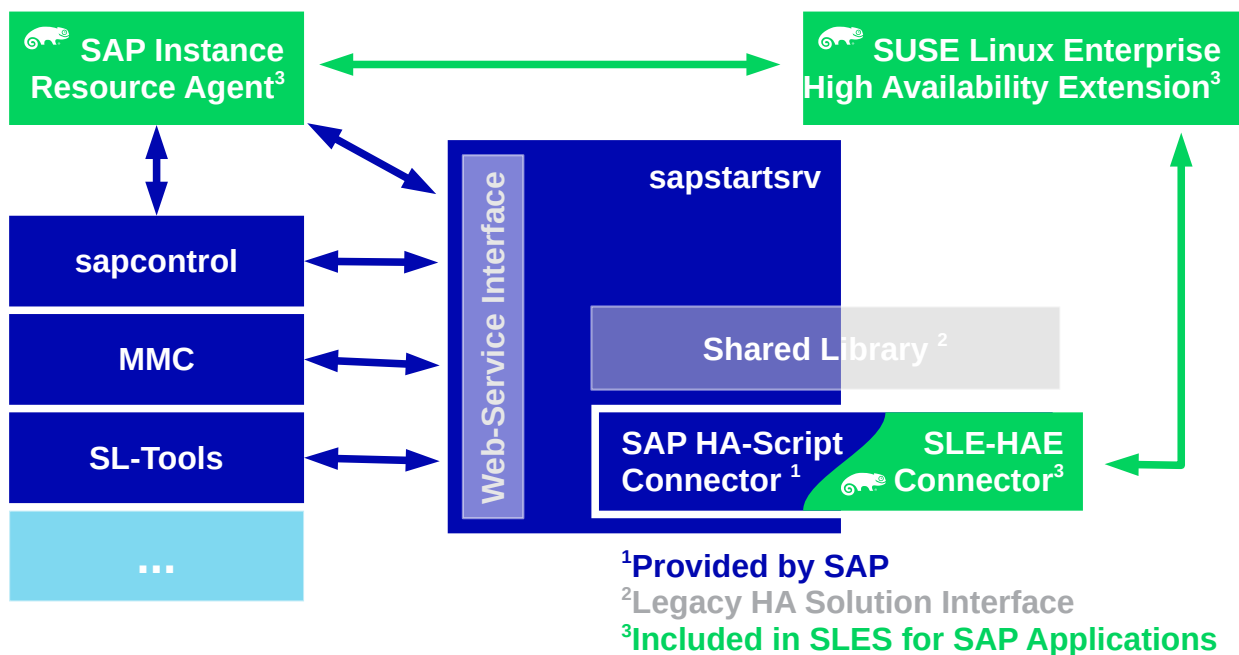 SAP Instance
Resource Agent³
SUSE Linux Enterprise
High Availability Extension³
sapstartsrv
Web-Service Interface
sapcontrol
MMC
SL-Tools
...
Shared Library ²
SAP HA-Script
Connector ¹
SLE-HAE
Connector³
¹Provided by SAP
²Legacy HA Solution Interface
³Included in SLES for SAP Applications